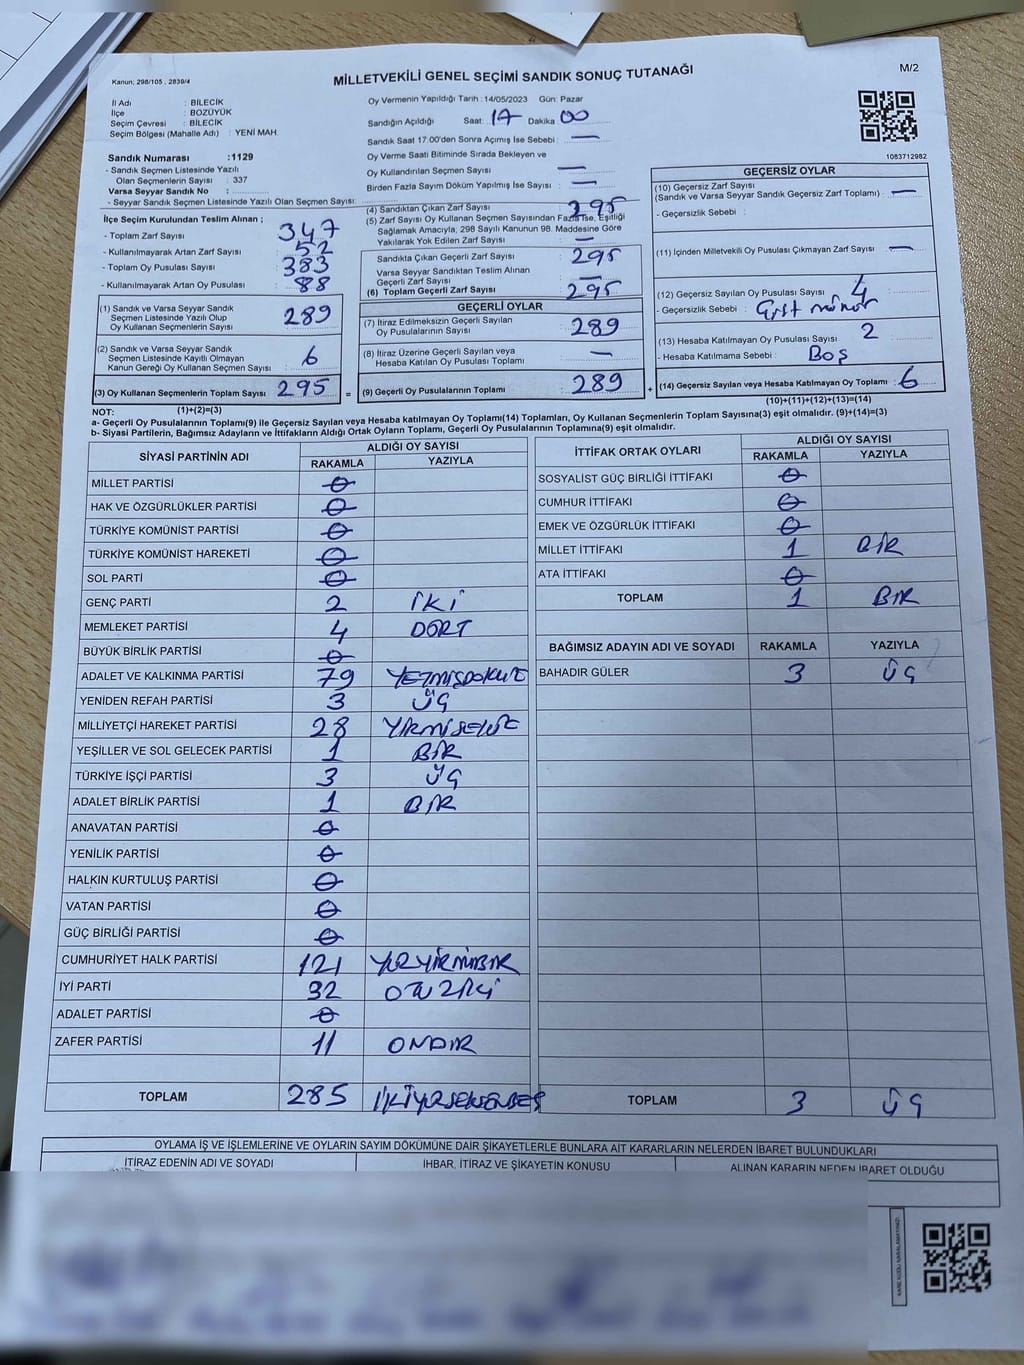 Kanun; 298/105 , 2839/4
MİLLETVEKİLİ GENEL SEÇİMİ SANDIK SONUÇ TUTANAĞI
M/2
İl Adı : BİLECİK
İlçe : BOZÜYÜK
Seçim Çevresi : BİLECİK
Seçim Bölgesi (Mahalle Adı) : YENİ MAH.
Oy Vermenin Yapıldığı Tarih : 14/05/2023 Gün: Pazar
Sandığın Açıldığı Saat: 17 Dakika 00
Sandık Saat 17:00'den Sonra Açımış İse Sebebi : —
Oy Verme Saati Bitiminde Sırada Bekleyen ve
Oy Kullandırılan Seçmen Sayısı : —
Birden Fazla Sayım Döküm Yapılmış İse Sayısı : —
1083712982
Sandık Numarası :1129
- Sandık Seçmen Listesinde Yazılı
Olan Seçmenlerin Sayısı : 337
Varsa Seyyar Sandık No :
- Seyyar Sandık Seçmen Listesinde Yazılı Olan Seçmen Sayısı:
İlçe Seçim Kurulundan Teslim Alınan ;
- Toplam Zarf Sayısı 347
- Kullanılmayarak Artan Zarf Sayısı 52
- Toplam Oy Pusulası Sayısı 383
- Kullanılmayarak Artan Oy Pusulası 88
(1) Sandık ve Varsa Seyyar Sandık
Seçmen Listesinde Yazılı Olup
Oy Kullanan Seçmenlerin Sayısı 289
(2) Sandık ve Varsa Seyyar Sandık
Seçmen Listesinde Kayıtlı Olmayan
Kanun Gereği Oy Kullanan Seçmen Sayısı 6
(3) Oy Kullanan Seçmenlerin Toplam Sayısı 295
(1)+(2)=(3)
(4) Sandıktan Çıkan Zarf Sayısı : 295
(5) Zarf Sayısı Oy Kullanan Seçmen Sayısından Fazla İse, Eşitliği
Sağlamak Amacıyla; 298 Sayılı Kanunun 98. Maddesine Göre
Yakılarak Yok Edilen Zarf Sayısı : —
Sandıkta Çıkan Geçerli Zarf Sayısı : 295
Varsa Seyyar Sandıktan Teslim Alınan
Geçerli Zarf Sayısı : —
(6) Toplam Geçerli Zarf Sayısı : 295
GEÇERLİ OYLAR
(7) İtiraz Edilmeksizin Geçerli Sayılan
Oy Pusulalarının Sayısı : 289
(8) İtiraz Üzerine Geçerli Sayılan veya
Hesaba Katılan Oy Pusulası Toplamı : —
= (9) Geçerli Oy Pusulalarının Toplamı : 289 +
GEÇERSİZ OYLAR
(10) Geçersiz Zarf Sayısı
(Sandık ve Varsa Seyyar Sandık Geçersiz Zarf Toplamı) : —
- Geçersizlik Sebebi :
(11) İçinden Milletvekili Oy Pusulası Çıkmayan Zarf Sayısı : —
(12) Geçersiz Sayılan Oy Pusulası Sayısı : 4
- Geçersizlik Sebebi :
(13) Hesaba Katılmayan Oy Pusulası Sayısı : 2
- Hesaba Katılmama Sebebi : Boş
(14) Geçersiz Sayılan veya Hesaba Katılmayan Oy Toplamı : 6
(10)+(11)+(12)+(13)=(14)
NOT:
a- Geçerli Oy Pusulalarının Toplamı(9) ile Geçersiz Sayılan veya Hesaba katılmayan Oy Toplamı(14) Toplamları, Oy Kullanan Seçmenlerin Toplam Sayısına(3) eşit olmalıdır. (9)+(14)=(3)
b- Siyasi Partilerin, Bağımsız Adayların ve İttifakların Aldığı Ortak Oyların Toplamı, Geçerli Oy Pusulalarının Toplamına(9) eşit olmalıdır.
SİYASİ PARTİNİN ADI ALDIĞI OY SAYISI
RAKAMLA YAZIYLA
MİLLET PARTİSİ 0
HAK VE ÖZGÜRLÜKLER PARTİSİ 0
TÜRKİYE KOMÜNİST PARTİSİ 0
TÜRKİYE KOMÜNİST HAREKETİ 0
SOL PARTİ 0
GENÇ PARTİ 2 İKİ
MEMLEKET PARTİSİ 4 DÖRT
BÜYÜK BİRLİK PARTİSİ 0
ADALET VE KALKINMA PARTİSİ 79 YETMİŞDOKUZ
YENİDEN REFAH PARTİSİ 3 ÜÇ
MİLLİYETÇİ HAREKET PARTİSİ 28 YİRMİSEKİZ
YEŞİLLER VE SOL GELECEK PARTİSİ 1 BİR
TÜRKİYE İŞÇİ PARTİSİ 3 ÜÇ
ADALET BİRLİK PARTİSİ 1 BİR
ANAVATAN PARTİSİ 0
YENİLİK PARTİSİ 0
HALKIN KURTULUŞ PARTİSİ 0
VATAN PARTİSİ 0
GÜÇ BİRLİĞİ PARTİSİ 0
CUMHURİYET HALK PARTİSİ 121 YÜZYİRMİBİR
İYİ PARTİ 32 OTUZİKİ
ADALET PARTİSİ 0
ZAFER PARTİSİ 11 ONBİR
TOPLAM 285 İKİYÜZSEKSENBEŞ
İTTİFAK ORTAK OYLARI ALDIĞI OY SAYISI
RAKAMLA YAZIYLA
SOSYALİST GÜÇ BİRLİĞİ İTTİFAKI 0
CUMHUR İTTİFAKI 0
EMEK VE ÖZGÜRLÜK İTTİFAKI 0
MİLLET İTTİFAKI 1 BİR
ATA İTTİFAKI 0
TOPLAM 1 BİR
BAĞIMSIZ ADAYIN ADI VE SOYADI RAKAMLA YAZIYLA
BAHADIR GÜLER 3 ÜÇ
TOPLAM 3 ÜÇ
OYLAMA İŞ VE İŞLEMLERİNE VE OYLARIN SAYIM DÖKÜMÜNE DAİR ŞİKAYETLERLE BUNLARA AİT KARARLARIN NELERDEN İBARET BULUNDUKLARI
İTİRAZ EDENİN ADI VE SOYADI İHBAR, İTİRAZ VE ŞİKAYETİN KONUSU ALINAN KARARIN NEDEN İBARET OLDUĞU